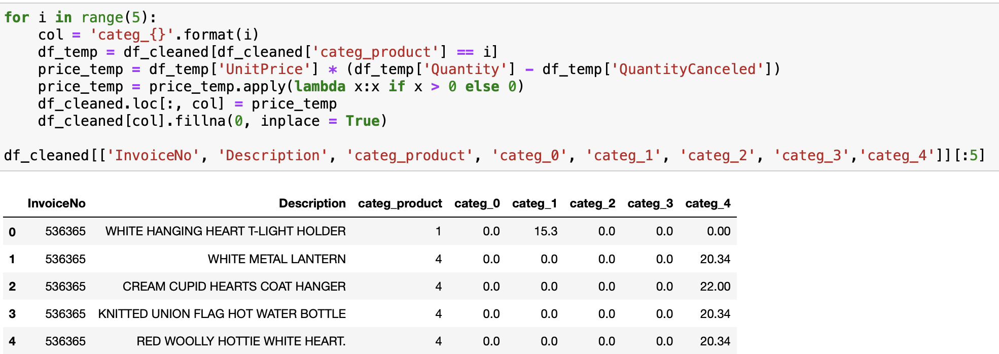 for i in range(5):
    col = 'categ_{}'.format(i)
    df_temp = df_cleaned[df_cleaned['categ_product'] == i]
    price_temp = df_temp['UnitPrice'] * (df_temp['Quantity'] - df_temp['QuantityCanceled'])
    price_temp = price_temp.apply(lambda x:x if x > 0 else 0)
    df_cleaned.loc[:, col] = price_temp
    df_cleaned[col].fillna(0, inplace = True)
df_cleaned[['InvoiceNo', 'Description', 'categ_product', 'categ_0', 'categ_1', 'categ_2', 'categ_3','categ_4']][:5]
InvoiceNo Description categ_product categ_0 categ_1 categ_2 categ_3 categ_4
0 536365 WHITE HANGING HEART T-LIGHT HOLDER 1 0.0 15.3 0.0 0.0 0.00
1 536365 WHITE METAL LANTERN 4 0.0 0.0 0.0 0.0 20.34
2 536365 CREAM CUPID HEARTS COAT HANGER 4 0.0 0.0 0.0 0.0 22.00
3 536365 KNITTED UNION FLAG HOT WATER BOTTLE 4 0.0 0.0 0.0 0.0 20.34
4 536365 RED WOOLLY HOTTIE WHITE HEART. 4 0.0 0.0 0.0 0.0 20.34